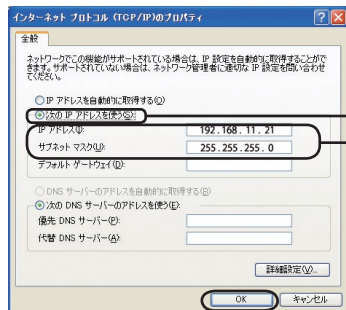 インターネット プロトコル (TCP/IP)のプロパティ
全般
ネットワークでこの機能がサポートされている場合は、IP 設定を自動的に取得することがで
きます。サポートされていない場合は、ネットワーク管理者に適切な IP 設定を問い合わせ
てください。
IP アドレスを自動的に取得する(O)
次の IP アドレスを使う(S):
IP アドレス(I): 192.168.11.21
サブネット マスク(U): 255.255.255.0
デフォルト ゲートウェイ(D):
DNS サーバーのアドレスを自動的に取得する(B)
次の DNS サーバーのアドレスを使う(E):
優先 DNS サーバー(P):
代替 DNS サーバー(A):
詳細設定(V)...
OK キャンセル